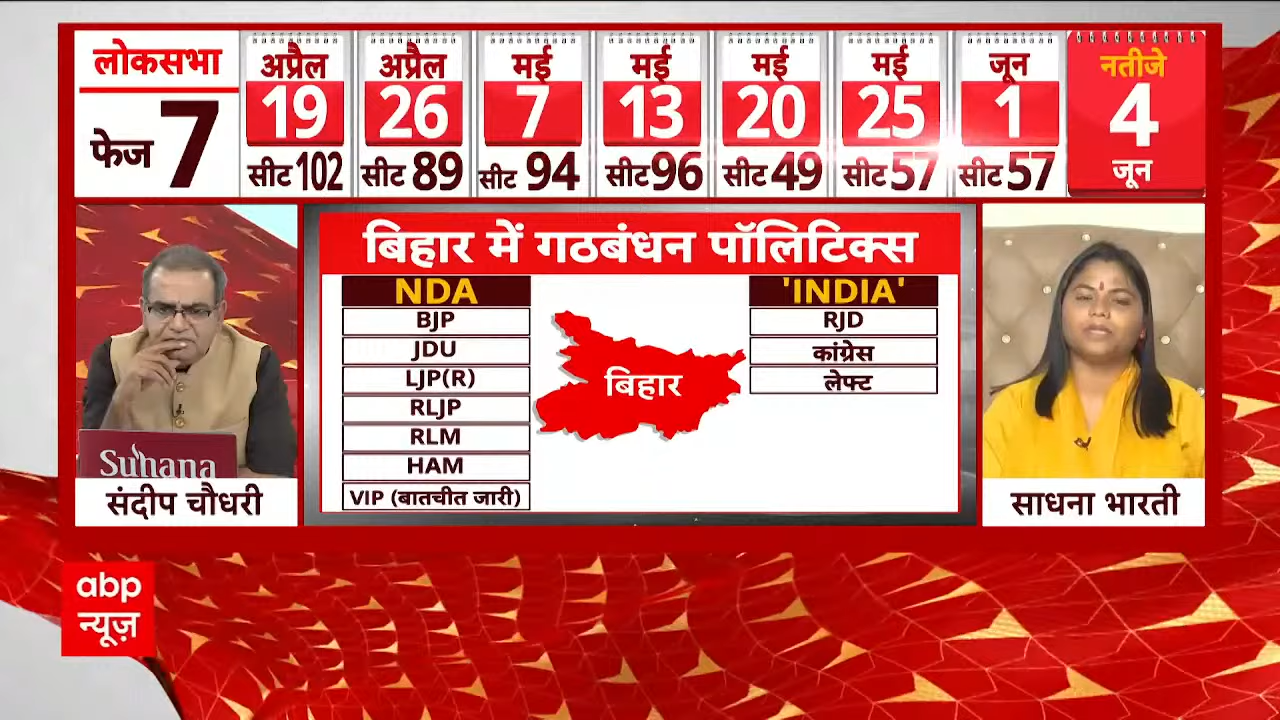 लोकसभा
फेज 7
अप्रैल
19
सीट 102
अप्रैल
26
सीट 89
मई
7
सीट 94
मई
13
सीट 96
मई
20
सीट 49
मई
25
सीट 57
जून
1
सीट 57
नतीजे
4
जून
बिहार में गठबंधन पॉलिटिक्स
NDA
BJP
JDU
LJP(R)
RLJP
RLM
HAM
VIP (बातचीत जारी)
बिहार
'INDIA'
RJD
कांग्रेस
लेफ्ट
Suhana
संदीप चौधरी
साधना भारती
abp
न्यूज़